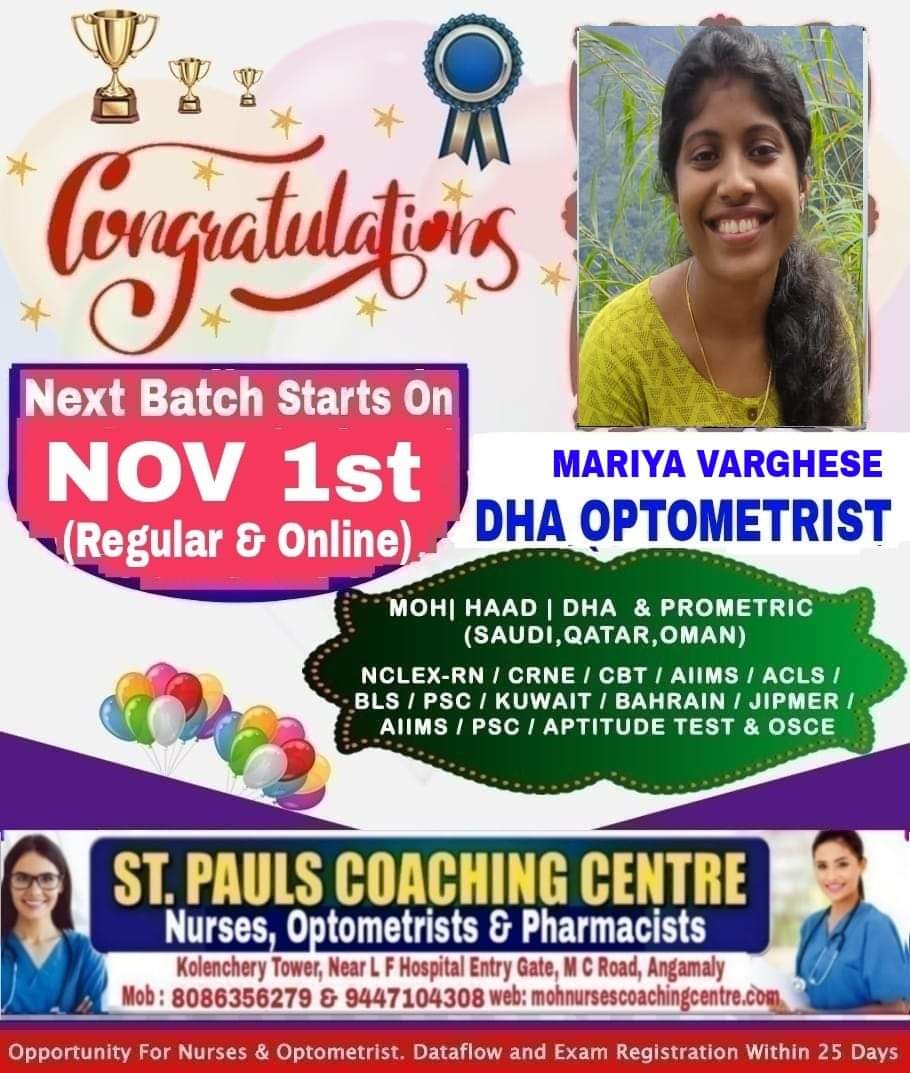 Congratulations
Next Batch Starts On
NOV 1st
(Regular & Online)
MARIYA VARGHESE
DHA OPTOMETRIST
MOH| HAAD | DHA & PROMETRIC
(SAUDI,QATAR,OMAN)
NCLEX-RN / CRNE / CBT / AIIMS / ACLS /
BLS / PSC / KUWAIT / BAHRAIN / JIPMER /
AIIMS / PSC / APTITUDE TEST & OSCE
ST. PAULS COACHING CENTRE
Nurses, Optometrists & Pharmacists
Kolenchery Tower, Near L F Hospital Entry Gate, M C Road, Angamaly
Mob : 8086356279 & 9447104308 web: mohnursescoachingcentre.com
Opportunity For Nurses & Optometrist. Dataflow and Exam Registration Within 25 Days